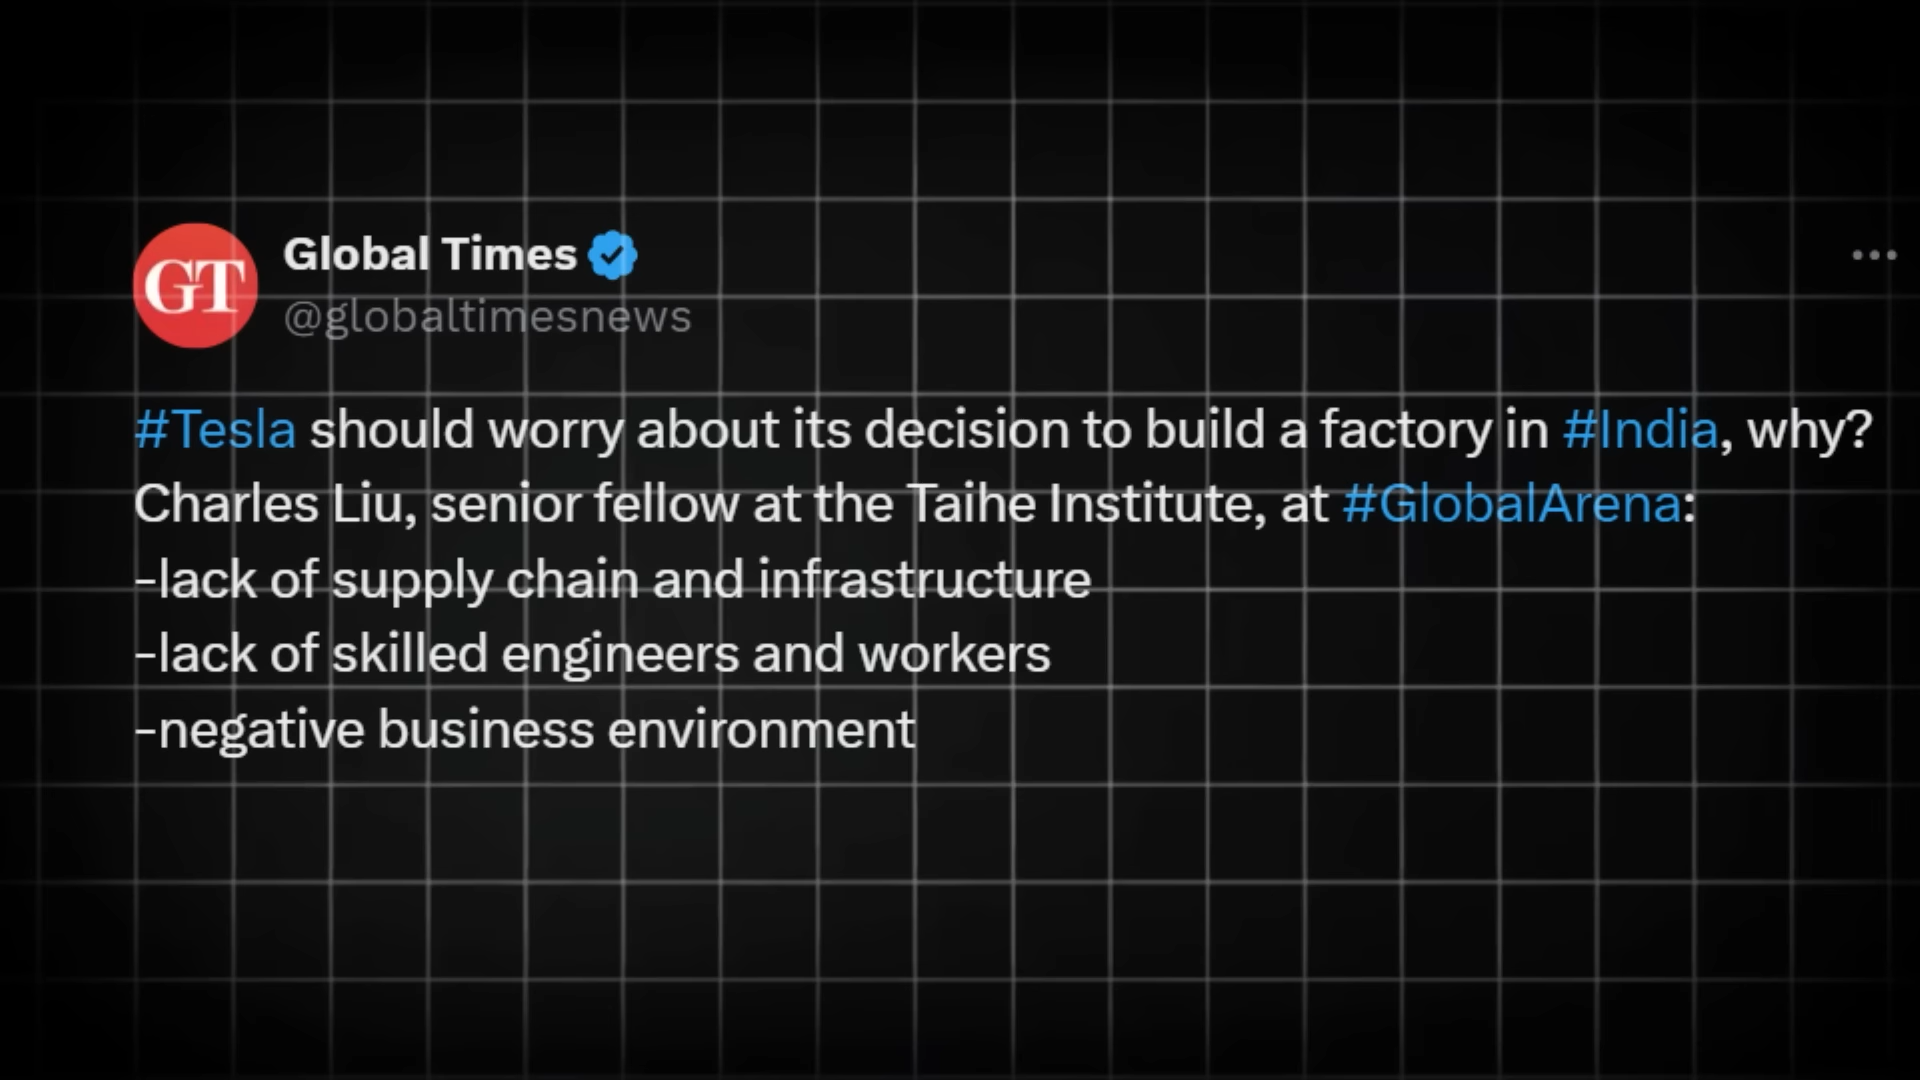 GT
Global Times
@globaltimesnews
#Tesla should worry about its decision to build a factory in #India, why?
Charles Liu, senior fellow at the Taihe Institute, at #GlobalArena:
-lack of supply chain and infrastructure
-lack of skilled engineers and workers
-negative business environment